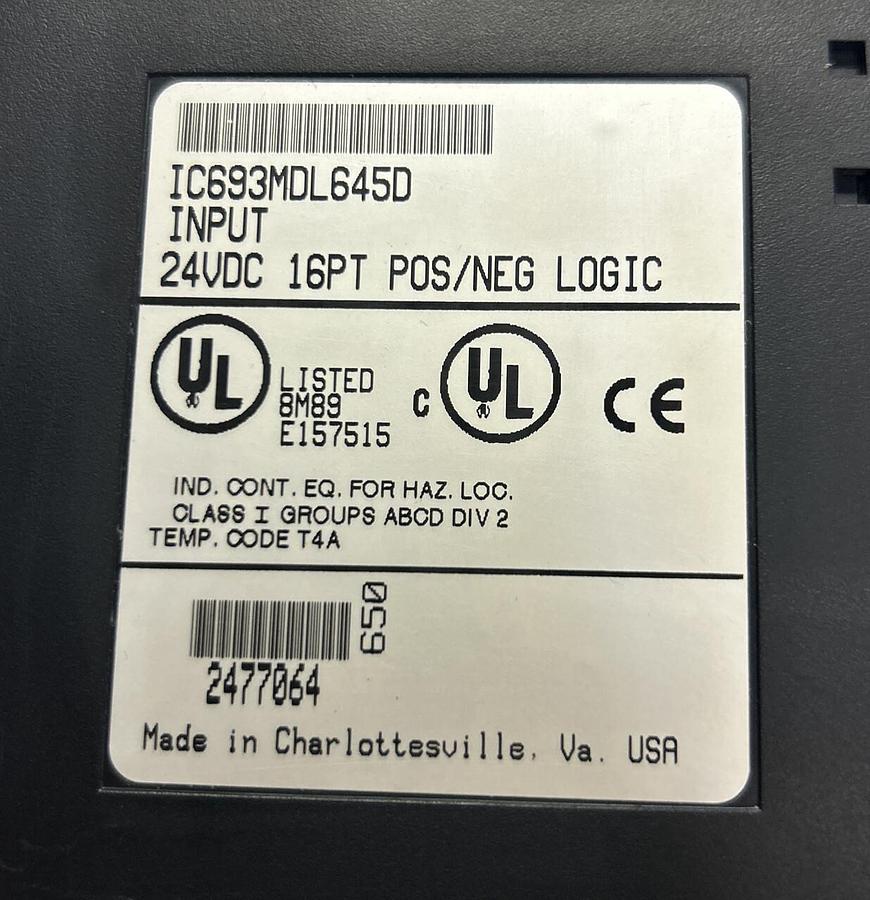 IC693MDL645D
INPUT
24VDC 16PT POS/NEG LOGIC
UL
LISTED
8M89
E157515
C UL
CE
IND. CONT. EQ. FOR HAZ. LOC.
CLASS I GROUPS ABCD DIV 2
TEMP. CODE T4A
650
2477064
Made in Charlottesville, Va. USA